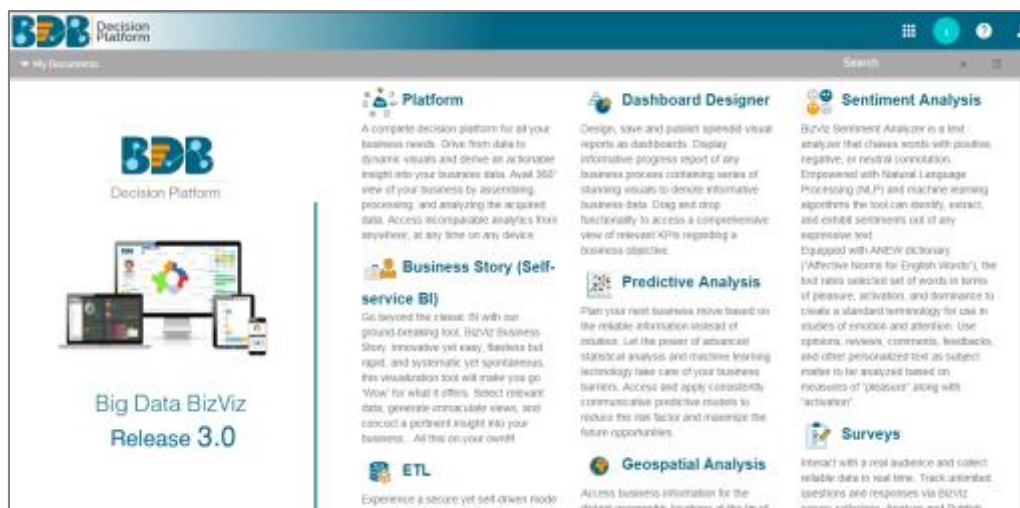 BDB Decision
Platform
My Documents
Search
BDB
Decision Platform
Big Data BizViz
Release 3.0
Platform
A complete decision platform for all your
business needs. Drive from data to
dynamic visuals and derive an actionable
insight into your business data. Avail 360°
view of your business by assembling,
processing, and analyzing the acquired
data. Access incomparable analytics from
anywhere, at any time on any device
Business Story (Self-
service BI)
Go beyond the classic BI with our
ground-breaking tool, BizViz Business
Story. Innovative yet easy, flawless but
rapid, and systematic yet spontaneous,
this visualization tool will make you go
'Wow' for what it offers. Select relevant
data, generate immaculate views, and
concoct a pertinent insight into your
business... All this on your own!!!
ETL
Experience a secure yet self-driven mode
Dashboard Designer
Design, save and publish splendid visual
reports as dashboards. Display
informative progress report of any
business process containing series of
stunning visuals to denote informative
business data. Drag and drop
functionality to access a comprehensive
view of relevant KPIs regarding a
business objective.
Predictive Analysis
Plan your next business move based on
the reliable information instead of
intuition. Let the power of advanced
statistical analysis and machine learning
technology take care of your business
barriers. Access and apply consistently
communicative predictive models to
reduce the risk factor and maximize the
future opportunities.
Geospatial Analysis
Access business information for the
distant geographic locations at the tip of
Sentiment Analysis
BizViz Sentiment Analyzer is a text
analyzer that chases words with positive,
negative, or neutral connotation.
Empowered with Natural Language
Processing (NLP) and machine learning
algorithms the tool can identify, extract,
and exhibit sentiments out of any
expressive text.
Equipped with ANEW dictionary
("Affective Norms for English Words"), the
tool rates selected set of words in terms
of pleasure, activation, and dominance to
create a standard terminology for use in
studies of emotion and attention. Use
opinions, reviews, comments, feedbacks,
and other personalized text as subject
matter to be analyzed based on
measures of "pleasure" along with
"activation"
Surveys
Interact with a real audience and collect
reliable data in real time. Track unlimited
questions and responses via BizViz